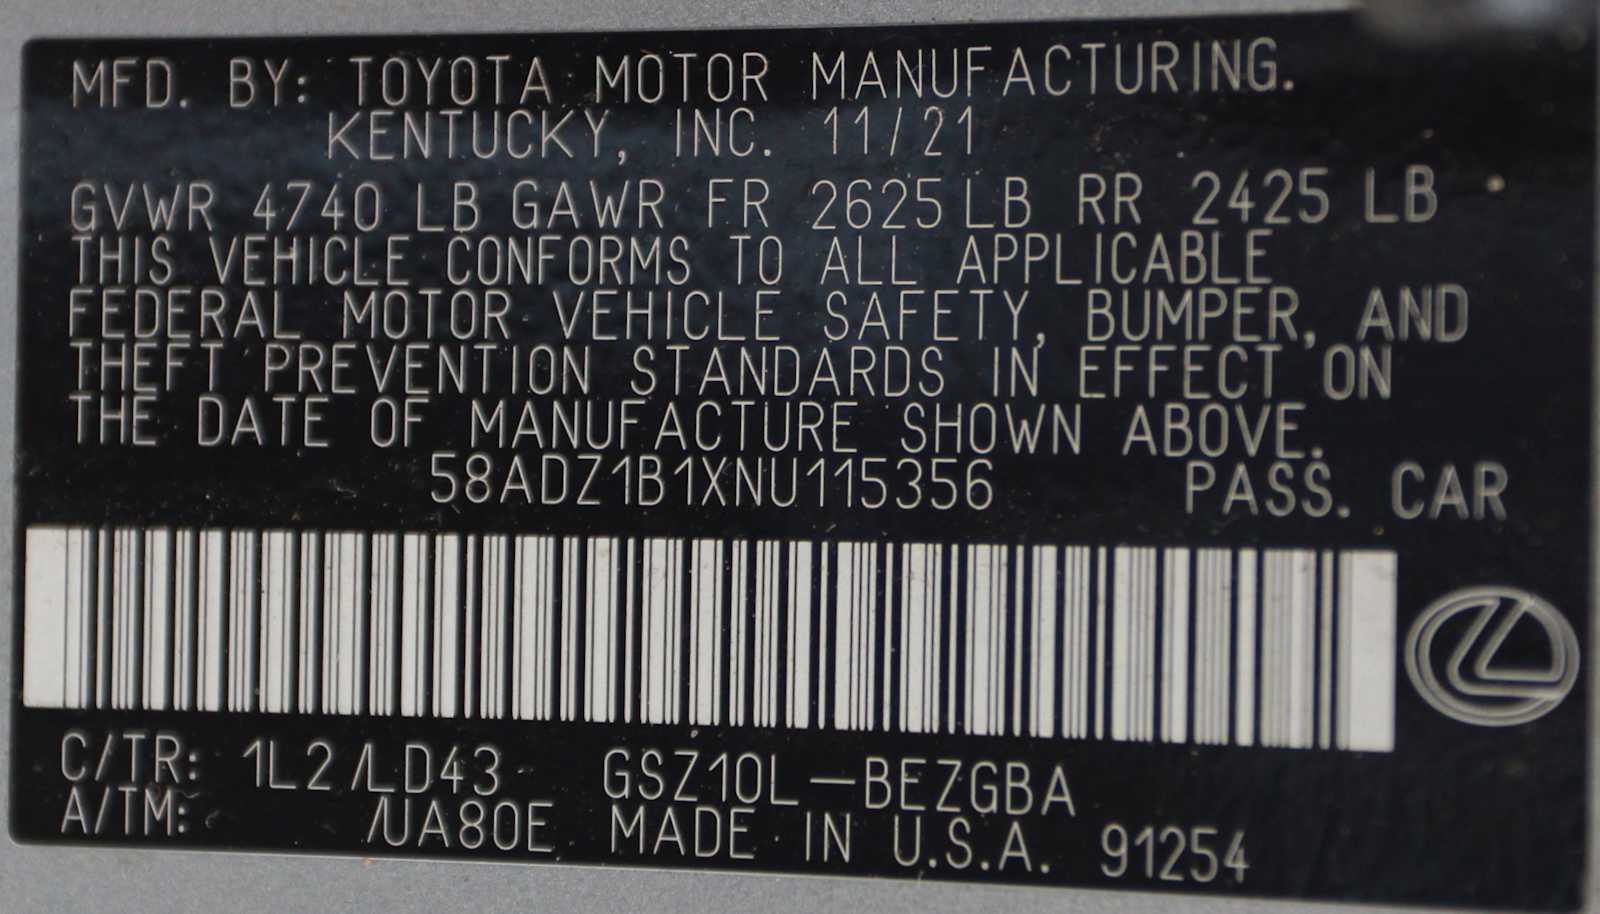 MFD. BY: TOYOTA MOTOR MANUFACTURING.
KENTUCKY, INC. 11/21
GVWR 4740 LB GAWR FR 2625 LB RR 2425 LB
THIS VEHICLE CONFORMS TO ALL APPLICABLE
FEDERAL MOTOR VEHICLE SAFETY, BUMPER, AND
THEFT PREVENTION STANDARDS IN EFFECT ON
THE DATE OF MANUFACTURE SHOWN ABOVE.
58ADZ1B1XNU115356 PASS. CAR
C/TR: 1L2/LD43 GSZ10L-BEZGBA
A/TM: /UA80E MADE IN U.S.A. 91254